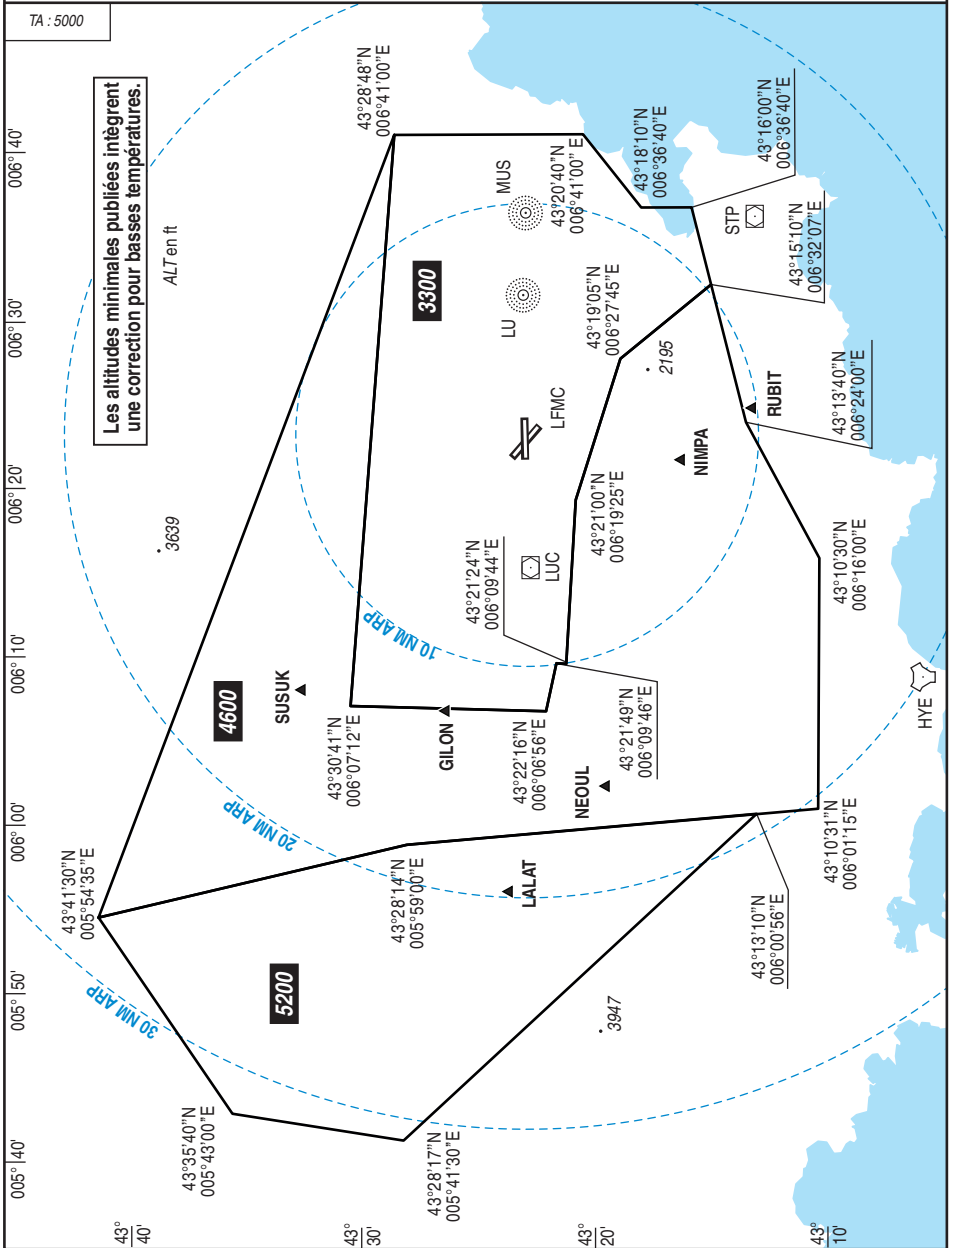 TA : 5000
Les altitudes minimales publiées intègrent
une correction pour basses températures.
ALT en ft
006° 40'
006° 30'
006° 20'
006° 10'
006° 00'
005° 50'
005° 40'
43° 40'
43° 30'
43° 20'
43° 10'
43°28'48"N
006°41'00"E
43°20'40"N
006°41'00" E
43°18'10"N
006°36'40"E
43°16'00"N
006°36'40"E
43°15'10"N
006°32'07"E
43°19'05"N
006°27'45"E
43°13'40"N
006°24'00"E
43°21'00"N
006°19'25"E
43°10'30"N
006°16'00"E
43°21'24"N
006°09'44"E
43°21'49"N
006°09'46"E
43°22'16"N
006°06'56"E
43°30'41"N
006°07'12"E
43°10'31"N
006°01'15"E
43°13'10"N
006°00'56"E
43°28'14"N
005°59'00"E
43°41'30"N
005°54'35"E
43°35'40"N
005°43'00"E
43°28'17"N
005°41'30"E
3300
4600
5200
3639
2195
3947
MUS
LU
LFMC
LUC
STP
HYE
RUBIT
NIMPA
SUSUK
GILON
NEOUL
LALAT
10 NM ARP
20 NM ARP
30 NM ARP